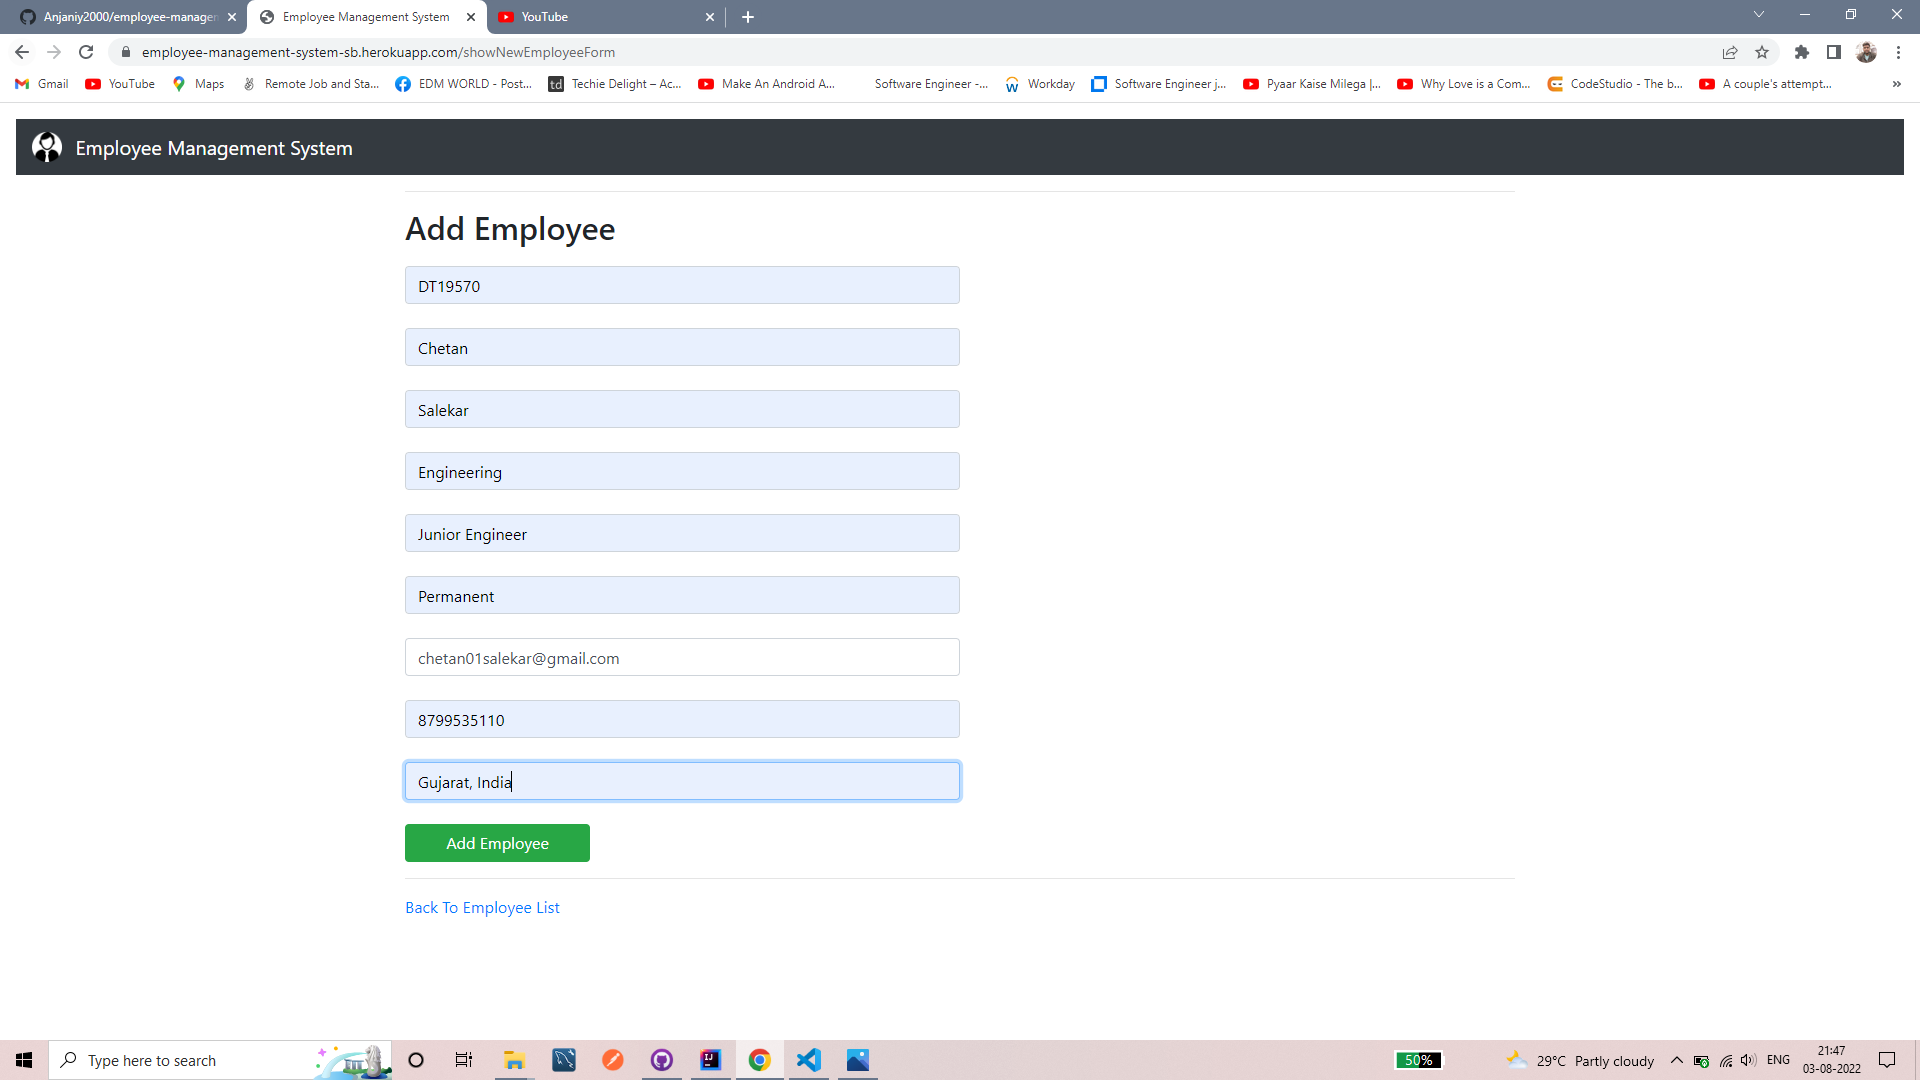 Anjaniy2000/employee-manager
Employee Management System
YouTube
employee-management-system-sb.herokuapp.com/showNewEmployeeForm
Gmail
YouTube
Maps
Remote Job and Sta...
EDM WORLD - Post...
td
Techie Delight – Ac...
Make An Android A...
Software Engineer -...
Workday
Software Engineer j...
Pyaar Kaise Milega |...
Why Love is a Com...
CodeStudio - The b...
A couple's attempt...
»
Employee Management System
Add Employee
DT19570
Chetan
Salekar
Engineering
Junior Engineer
Permanent
chetan01salekar@gmail.com
8799535110
Gujarat, India
Add Employee
Back To Employee List
Type here to search
50%
29°C Partly cloudy
ENG
21:47
03-08-2022